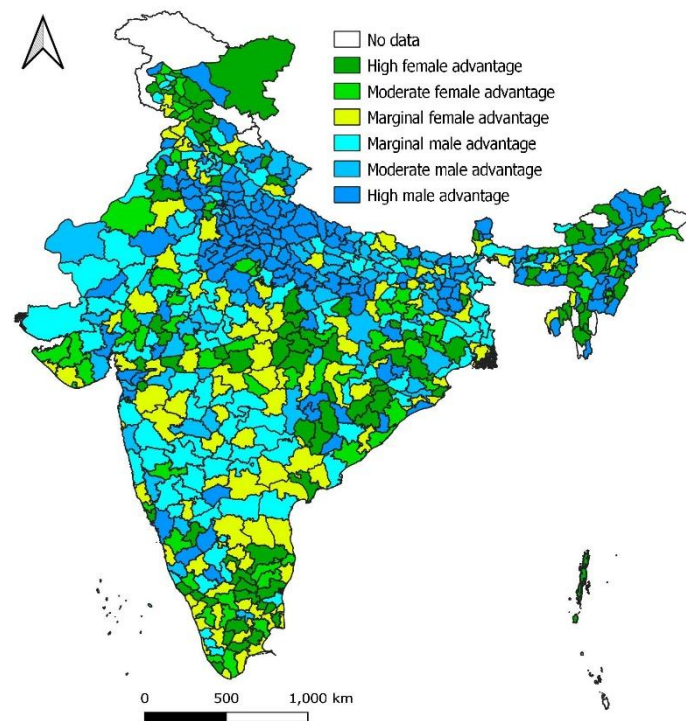 No data
High female advantage
Moderate female advantage
Marginal female advantage
Marginal male advantage
Moderate male advantage
High male advantage
0 500 1,000 km